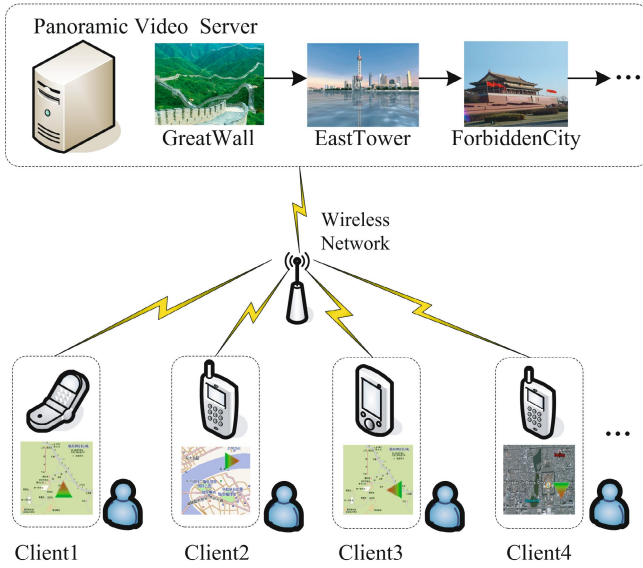 Panoramic Video Server
GreatWall
EastTower
ForbiddenCity
...
Wireless
Network
...
Client1
Client2
Client3
Client4